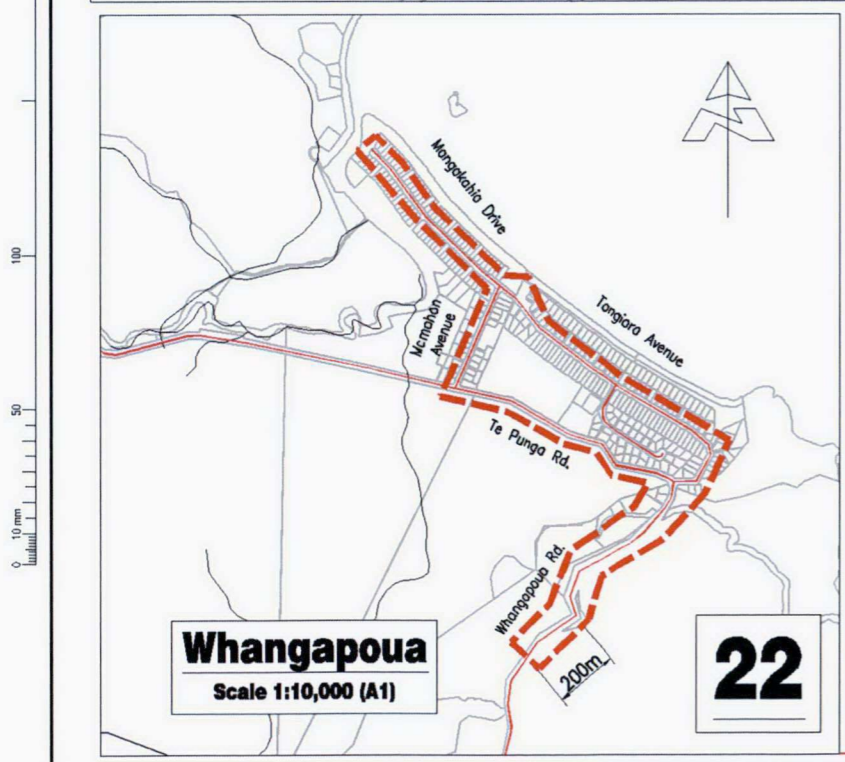 Mangakahia Drive
Tangiora Avenue
Mcmahon
Avenue
Te Punga Rd.
Whangapoua Rd.
200m
Whangapoua
Scale 1:10,000 (A1)
22
100
50
10 mm
0